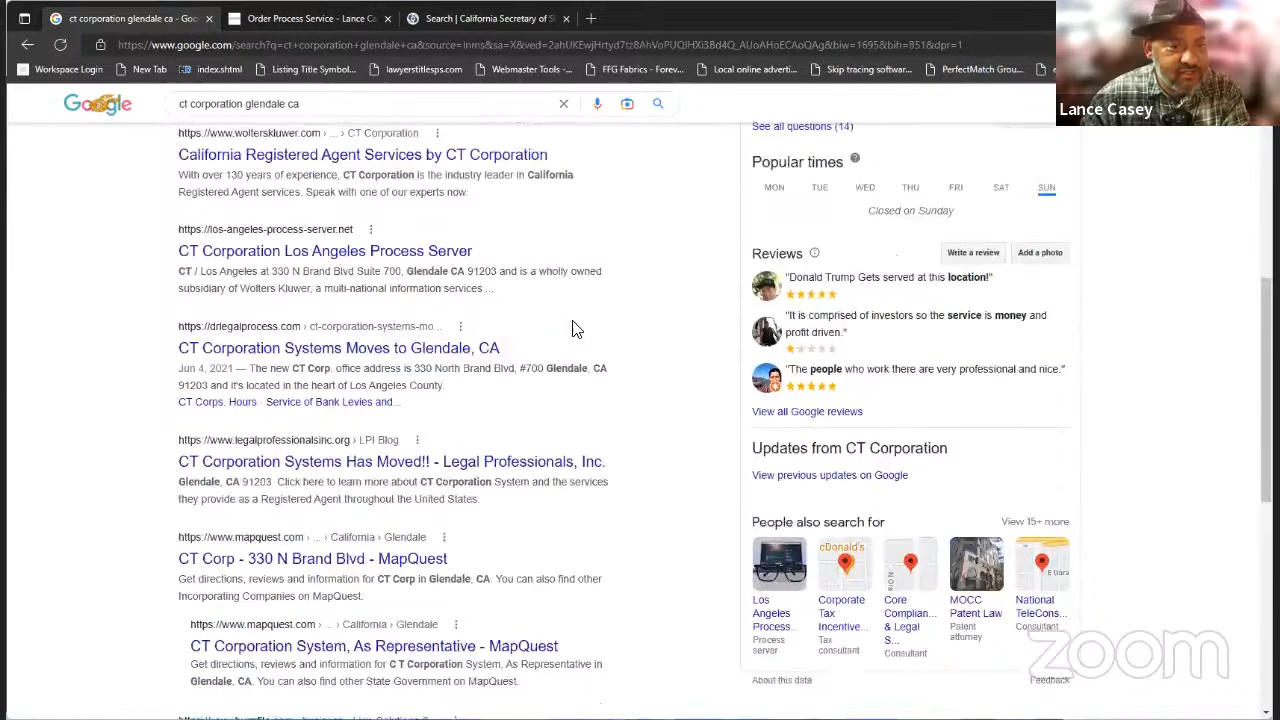 ct corporation glendale ca - Goo
Order Process Service - Lance Ca
Search | California Secretary of St
https://www.google.com/search?q=ct+corporation+glendale+ca&source=lnms&sa=X&ved=
Workspace Login
New Tab
index.shtml
Listing Title Schedul...
lawyerstitleps.com
Webmaster Tools -...
FFG Fabrics - Forev...
Local online adverti...
Skip tracing softwar...
PerfectMatch Group...
Lance Casey
Google
ct corporation glendale ca
https://www.wolterskluwer.com › ... › CT Corporation
California Registered Agent Services by CT Corporation
With over 130 years of experience, CT Corporation is the industry leader in California
Registered Agent services. Speak with one of our experts now.
https://los-angeles-process-server.net
CT Corporation Los Angeles Process Server
CT / Los Angeles at 330 N Brand Blvd Suite 700, Glendale CA 91203 and is a wholly owned
subsidiary of Wolters Kluwer, a multi-national information services ...
https://drlegalprocess.com › ct-corporation-systems-mo...
CT Corporation Systems Moves to Glendale, CA
Jun 4, 2021 — The new CT Corp. office address is 330 North Brand Blvd, #700 Glendale, CA
91203 and it's located in the heart of Los Angeles County.
CT Corps. Hours · Service of Bank Levies and...
https://www.legalprofessionalsinc.org › LPI Blog
CT Corporation Systems Has Moved!! - Legal Professionals, Inc.
Glendale, CA 91203. Click here to learn more about CT Corporation System and the services
they provide as a Registered Agent throughout the United States.
https://www.mapquest.com › ... › California › Glendale
CT Corp - 330 N Brand Blvd - MapQuest
Get directions, reviews and information for CT Corp in Glendale, CA. You can also find other
Incorporating Companies on MapQuest.
https://www.mapquest.com › ... › California › Glendale
CT Corporation System, As Representative - MapQuest
Get directions, reviews and information for C T Corporation System, As Representative in
Glendale, CA. You can also find other State Government on MapQuest.
See all questions (14)
Popular times
MON TUE WED THU FRI SAT SUN
Closed on Sunday
Reviews
Write a review
Add a photo
"Donald Trump Gets served at this location!"
"It is comprised of investors so the service is money and
profit driven."
"The people who work there are very professional and nice."
View all Google reviews
Updates from CT Corporation
View previous updates on Google
People also search for
View 15+ more
Los
Angeles
Process...
Process
server
Corporate
Tax
Incentive...
Tax
consultant
Core
Complian...
& Legal
S...
Consultant
MOCC
Patent Law
Patent
attorney
National
TeleCons...
Consultant
About this data
Feedback
zoom